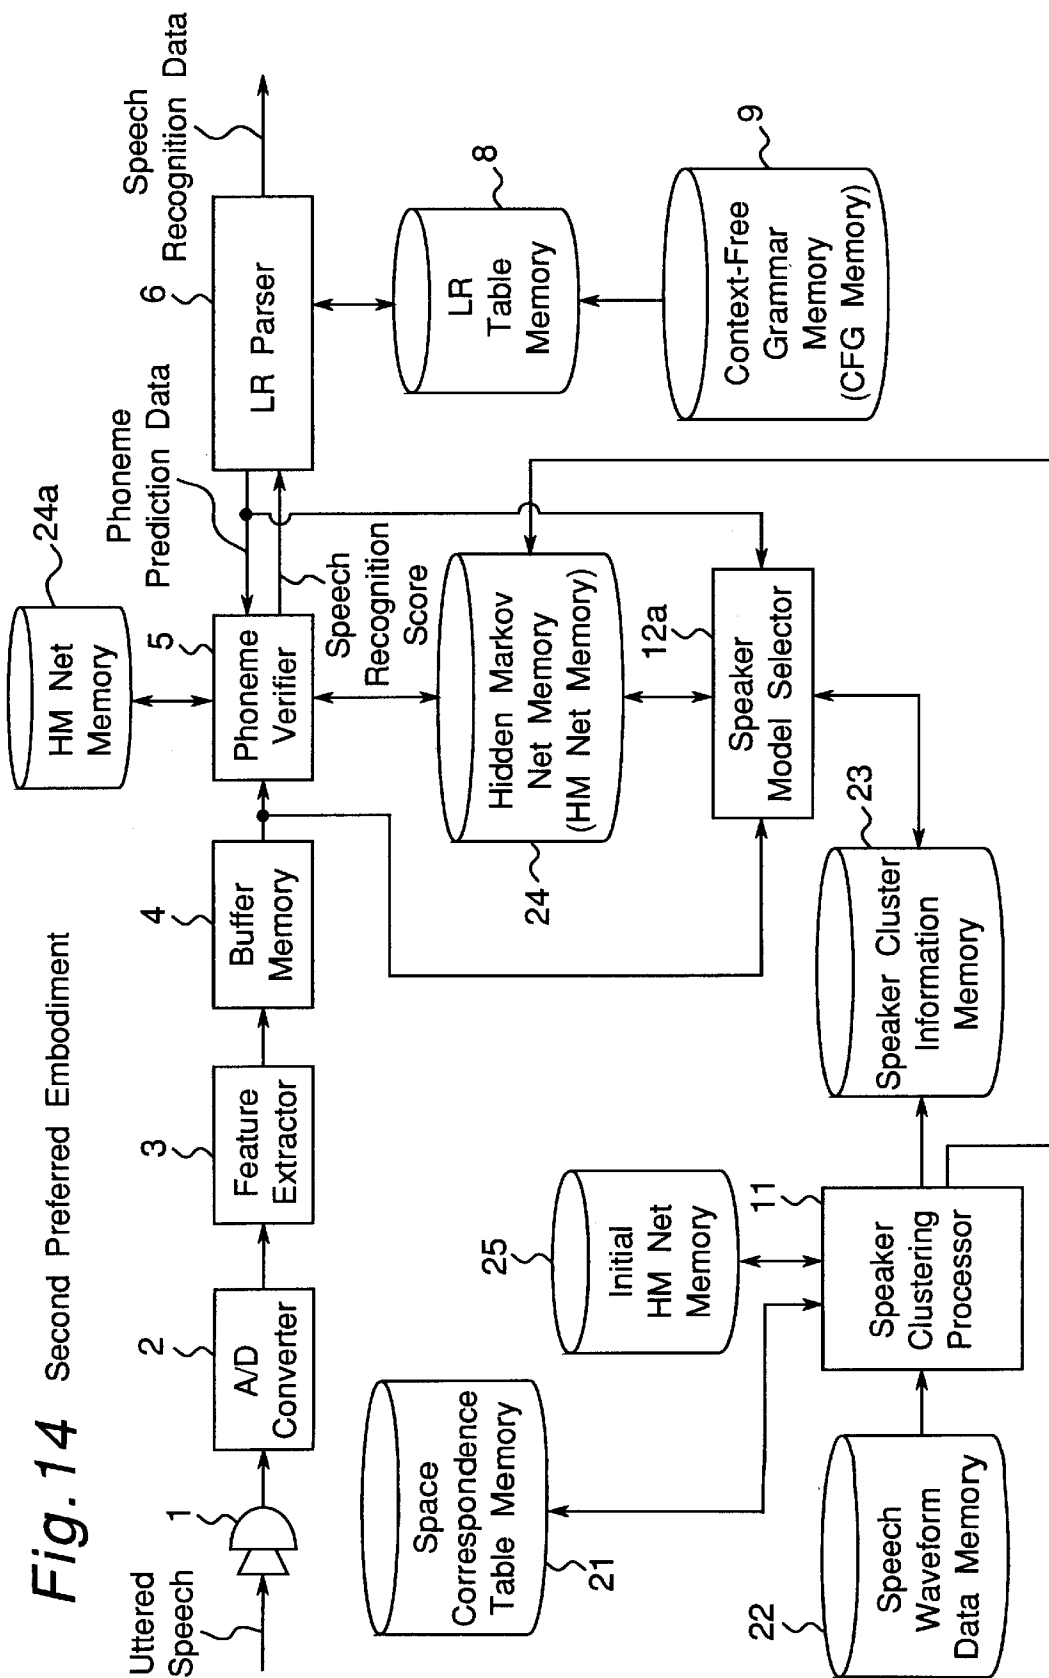 Fig.14 Second Preferred Embodiment
Uttered
Speech
1
2
A/D
Converter
3
Feature
Extractor
4
Buffer
Memory
5
Phoneme
Verifier
24a
HM Net
Memory
Phoneme
Prediction Data
Speech
Recognition
Score
6
LR Parser
Speech
Recognition Data
8
LR
Table
Memory
9
Context-Free
Grammar
Memory
(CFG Memory)
24
Hidden Markov
Net Memory
(HM Net Memory)
12a
Speaker
Model Selector
23
Speaker Cluster
Information
Memory
11
Speaker
Clustering
Processor
25
Initial
HM Net
Memory
21
Space
Correspondence
Table Memory
22
Speech
Waveform
Data Memory